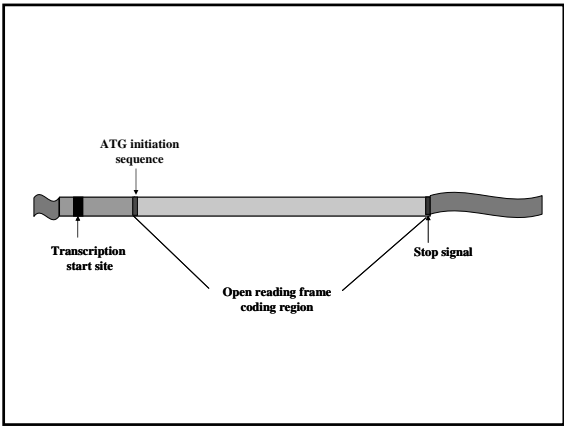 ATG initiation
sequence
Transcription
start site
Stop signal
Open reading frame
coding region